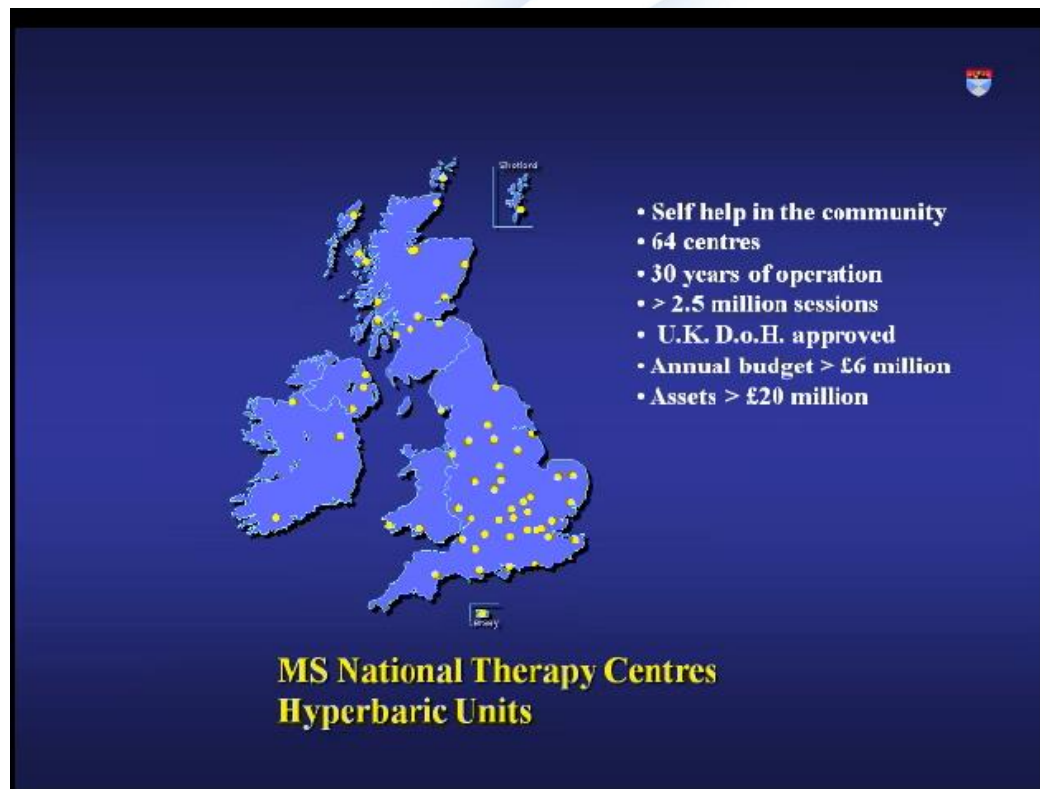 Shetland
• Self help in the community
• 64 centres
• 30 years of operation
• > 2.5 million sessions
• U.K. D.o.H. approved
• Annual budget > £6 million
• Assets > £20 million
Jersey
MS National Therapy Centres
Hyperbaric Units